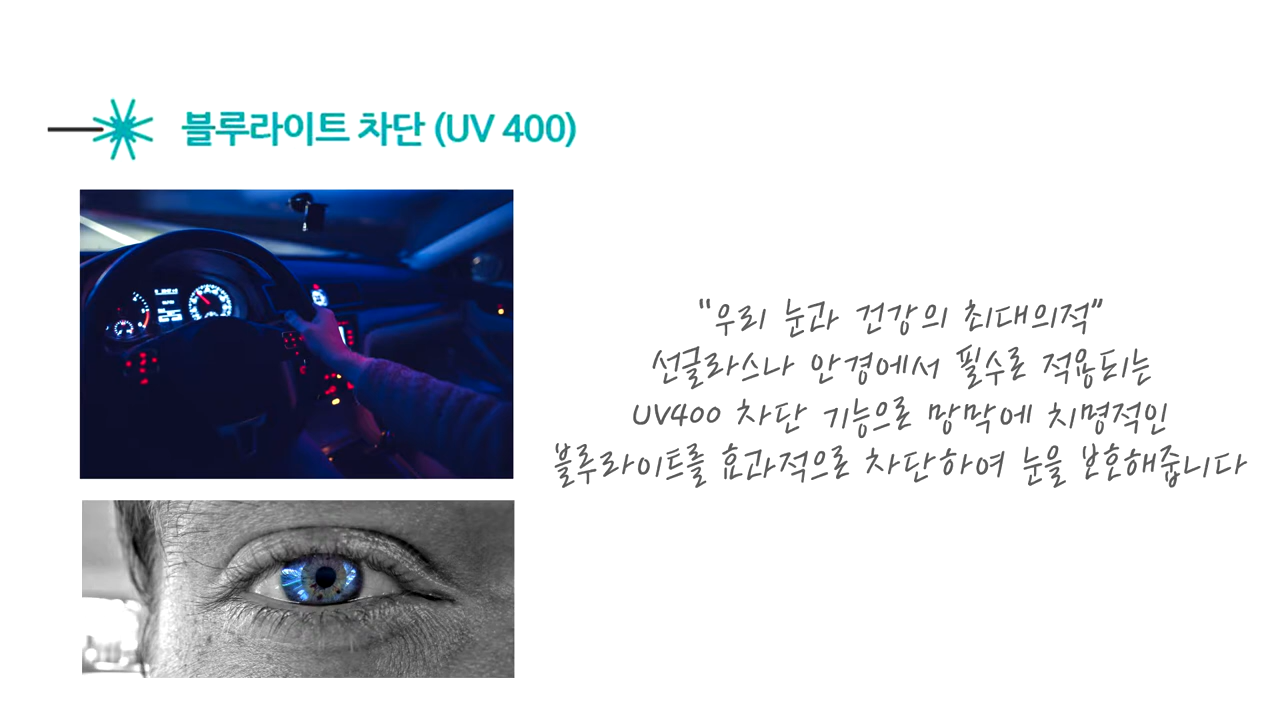 블루라이트 차단 (UV 400)
“우리 눈과 건강의 최대의적”
선글라스나 안경에서 필수로 적용되는
UV400 차단 기능으로 망막에 치명적인
블루라이트를 효과적으로 차단하여 눈을 보호해줍니다